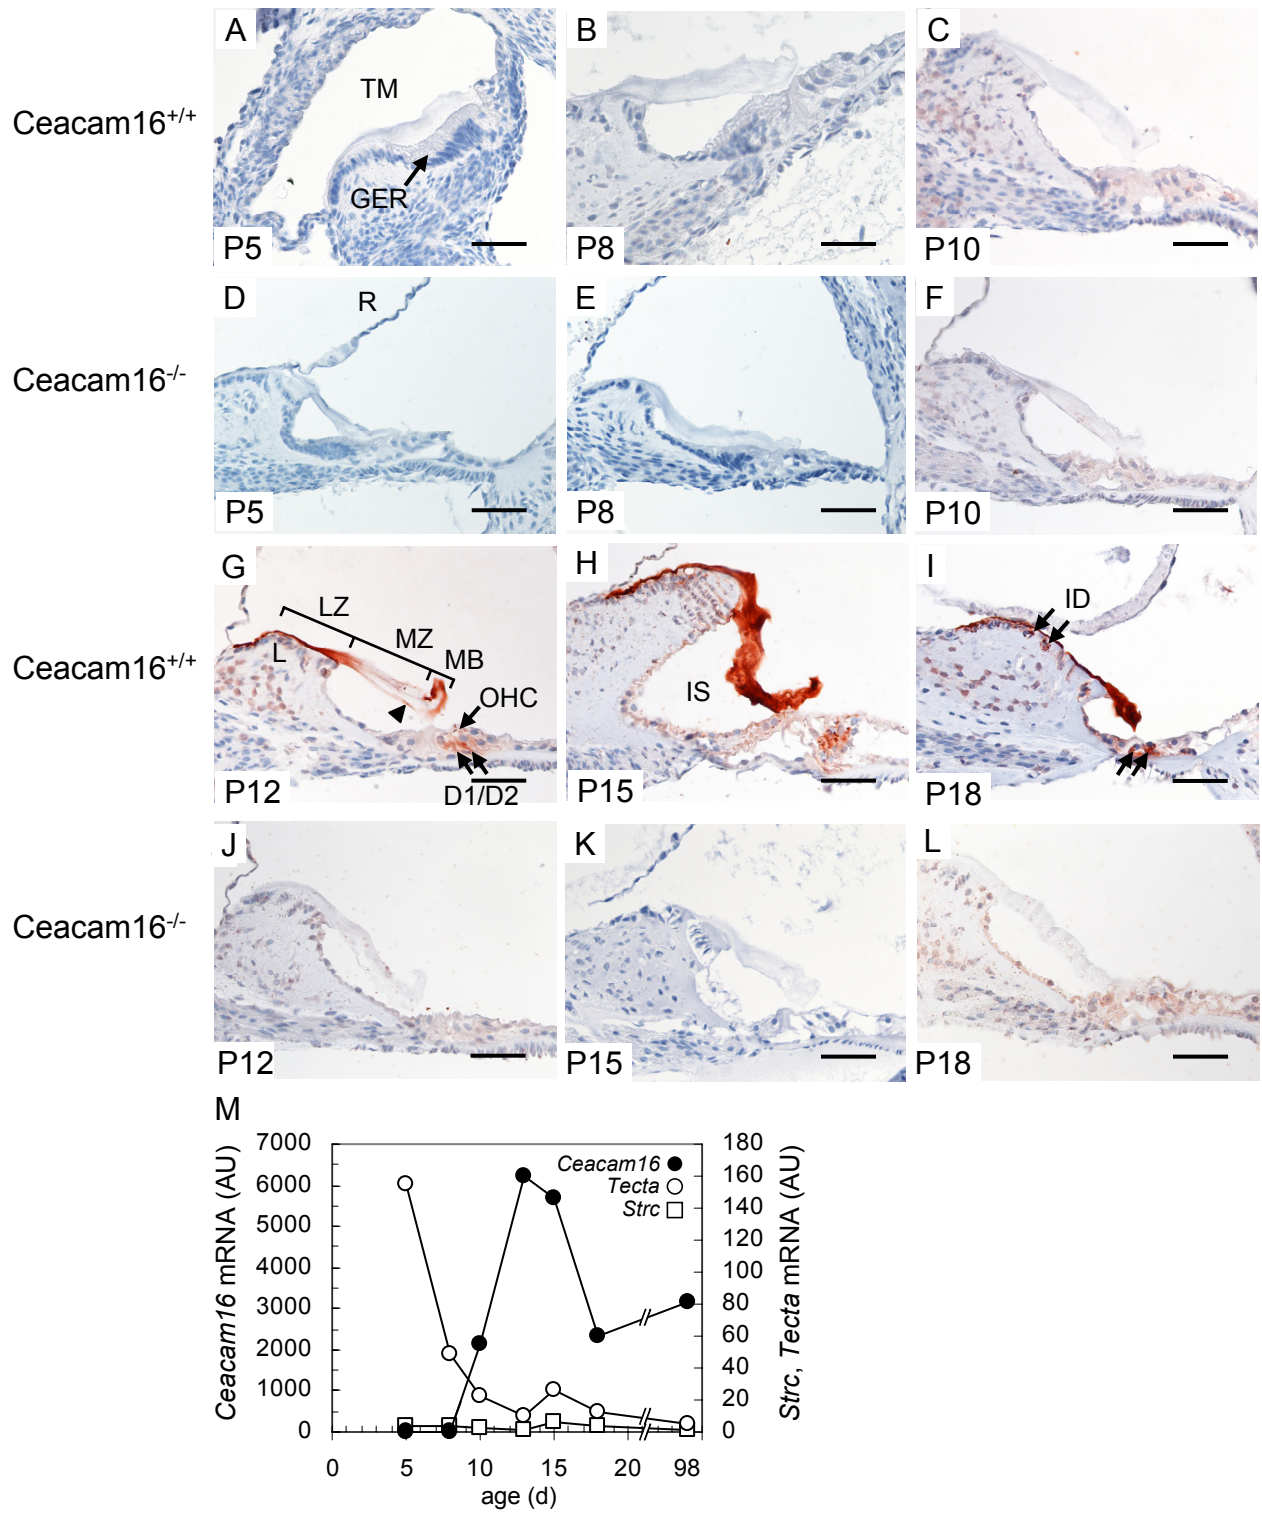 A
B
C
Ceacam16+/+
TM
GER
P5
P8
P10
D
E
F
R
Ceacam16-/-
P5
P8
P10
G
H
I
LZ
MZ
MB
L
OHC
D1/D2
IS
ID
Ceacam16+/+
P12
P15
P18
J
K
L
Ceacam16-/-
P12
P15
P18
M
Ceacam16 mRNA (AU)
7000
6000
5000
4000
3000
2000
1000
0
Ceacam16
Tecta
Strc
180
160
140
120
100
80
60
40
20
0
Strc, Tecta mRNA (AU)
0 5 10 15 20 98
age (d)